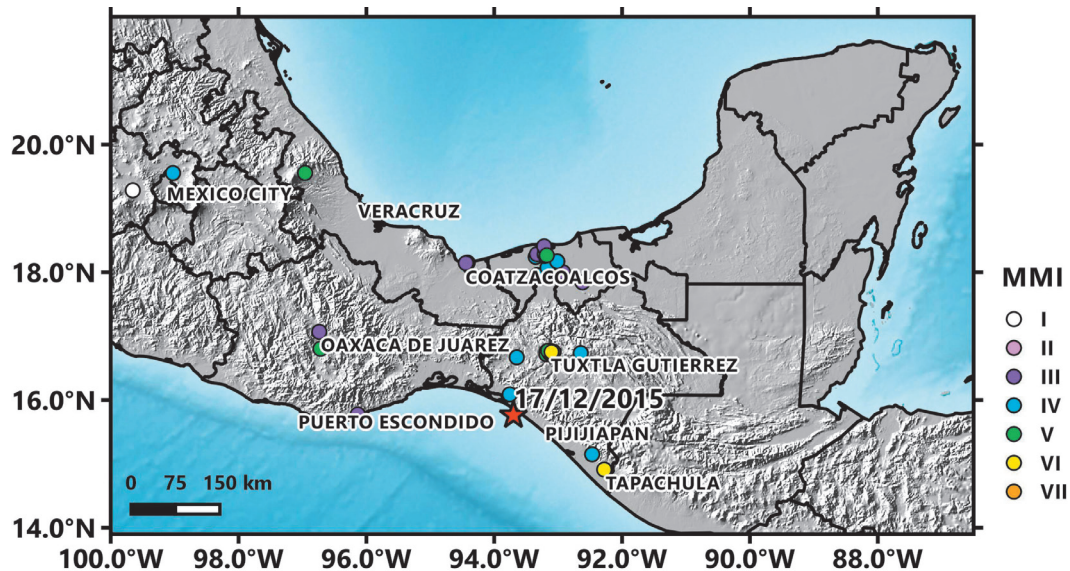 20.0°N
MEXICO CITY
VERACRUZ
18.0°N
COATZACOALCOS
OAXACA DE JUAREZ
TUXTLA GUTIERREZ
16.0°N
17/12/2015
PUERTO ESCONDIDO
PIJIJIAPAN
TAPACHULA
0 75 150 km
14.0°N
100.0°W 98.0°W 96.0°W 94.0°W 92.0°W 90.0°W 88.0°W
MMI
I
II
III
IV
V
VI
VII